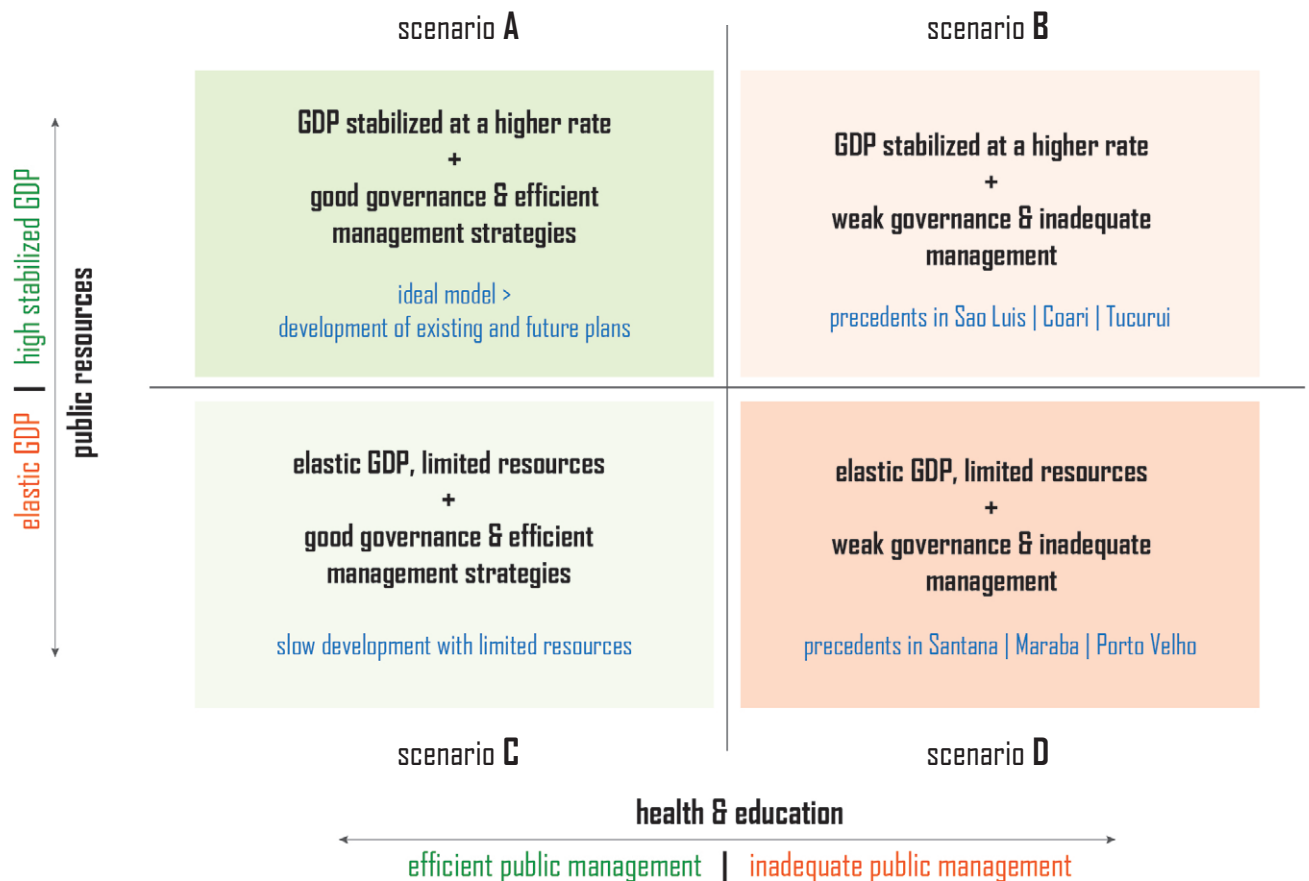 scenario A
scenario B
GDP stabilized at a higher rate
+
good governance & efficient
management strategies
ideal model >
development of existing and future plans
GDP stabilized at a higher rate
+
weak governance & inadequate
management
precedents in Sao Luis | Coari | Tucurui
elastic GDP | high stabilized GDP
public resources
elastic GDP, limited resources
+
good governance & efficient
management strategies
slow development with limited resources
elastic GDP, limited resources
+
weak governance & inadequate
management
precedents in Santana | Maraba | Porto Velho
scenario C
scenario D
health & education
efficient public management | inadequate public management